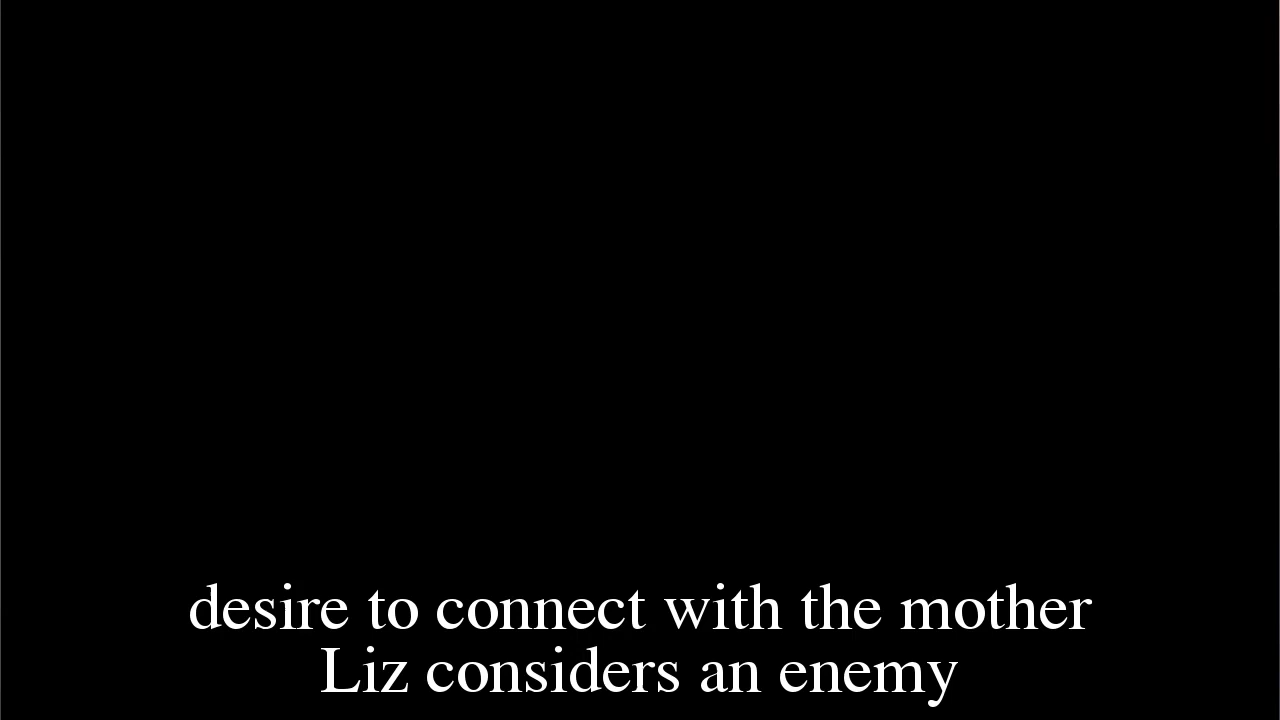 desire to connect with the mother
Liz considers an enemy